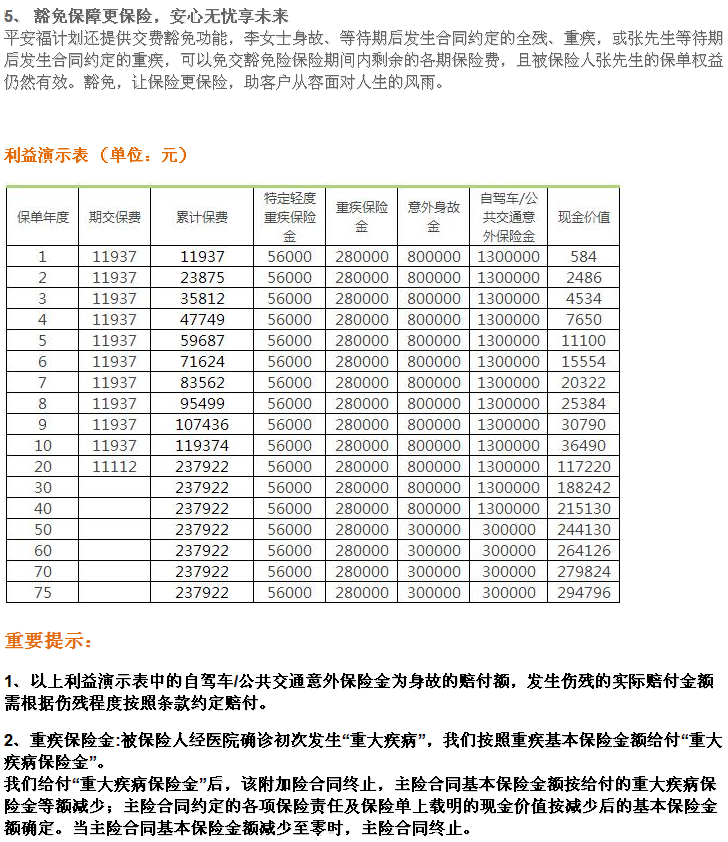 5、 豁免保障更保险，安心无忧享未来
平安福计划还提供交费豁免功能，李女士身故、等待期后发生合同约定的全残、重疾，或张先生等待期
后发生合同约定的重疾，可以免交豁免险保险期间内剩余的各期保险费，且被保险人张先生的保单权益
仍然有效。豁免，让保险更保险，助客户从容面对人生的风雨。
利益演示表 （单位：元）
保单年度 期交保费 累计保费 特定轻度重疾保险金 重疾保险金 意外身故金 自驾车/公共交通意外保险金 现金价值
1 11937 11937 56000 280000 800000 1300000 584
2 11937 23875 56000 280000 800000 1300000 2486
3 11937 35812 56000 280000 800000 1300000 4534
4 11937 47749 56000 280000 800000 1300000 7650
5 11937 59687 56000 280000 800000 1300000 11100
6 11937 71624 56000 280000 800000 1300000 15554
7 11937 83562 56000 280000 800000 1300000 20322
8 11937 95499 56000 280000 800000 1300000 25384
9 11937 107436 56000 280000 800000 1300000 30790
10 11937 119374 56000 280000 800000 1300000 36490
20 11112 237922 56000 280000 800000 1300000 117220
30 237922 56000 280000 800000 1300000 188242
40 237922 56000 280000 800000 1300000 215130
50 237922 56000 280000 300000 300000 244130
60 237922 56000 280000 300000 300000 264126
70 237922 56000 280000 300000 300000 279824
75 237922 56000 280000 300000 300000 294796
重要提示：
1、以上利益演示表中的自驾车/公共交通意外保险金为身故的赔付额，发生伤残的实际赔付金额
需根据伤残程度按照条款约定赔付。
2、重疾保险金:被保险人经医院确诊初次发生“重大疾病”，我们按照重疾基本保险金额给付“重大
疾病保险金”。
我们给付“重大疾病保险金”后，该附加险合同终止，主险合同基本保险金额按给付的重大疾病保
险金等额减少；主险合同约定的各项保险责任及保险单上载明的现金价值按减少后的基本保险金
额确定。当主险合同基本保险金额减少至零时，主险合同终止。